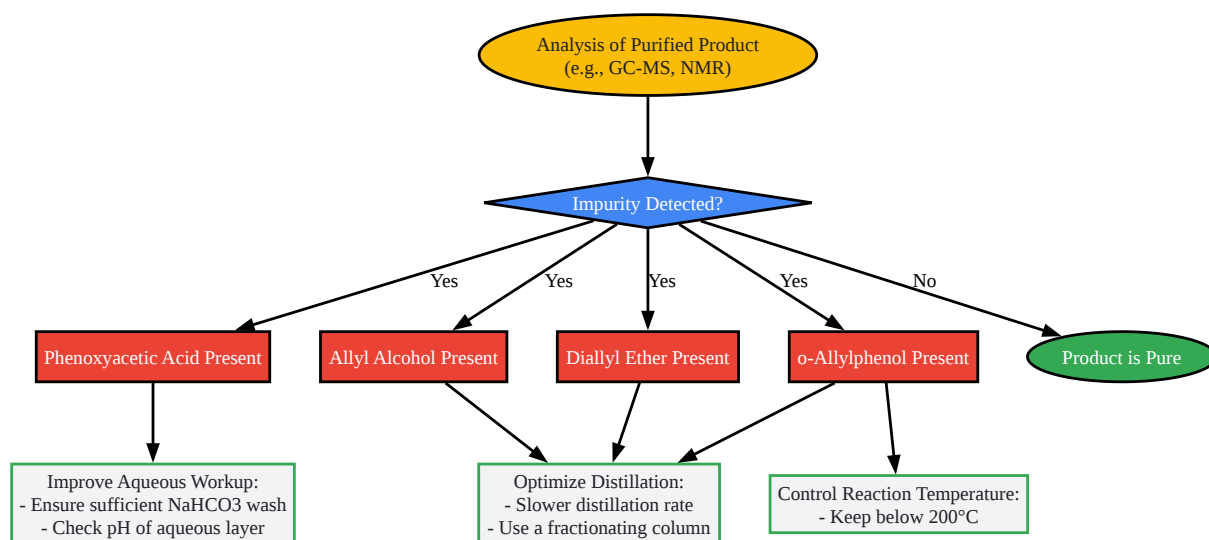 Analysis of Purified Product
(e.g., GC-MS, NMR)
Impurity Detected?
Yes
Yes
Yes
Yes
No
Phenoxyacetic Acid Present
Allyl Alcohol Present
Diallyl Ether Present
o-Allylphenol Present
Product is Pure
Improve Aqueous Workup:
- Ensure sufficient NaHCO3 wash
- Check pH of aqueous layer
Optimize Distillation:
- Slower distillation rate
- Use a fractionating column
Control Reaction Temperature:
- Keep below 200°C